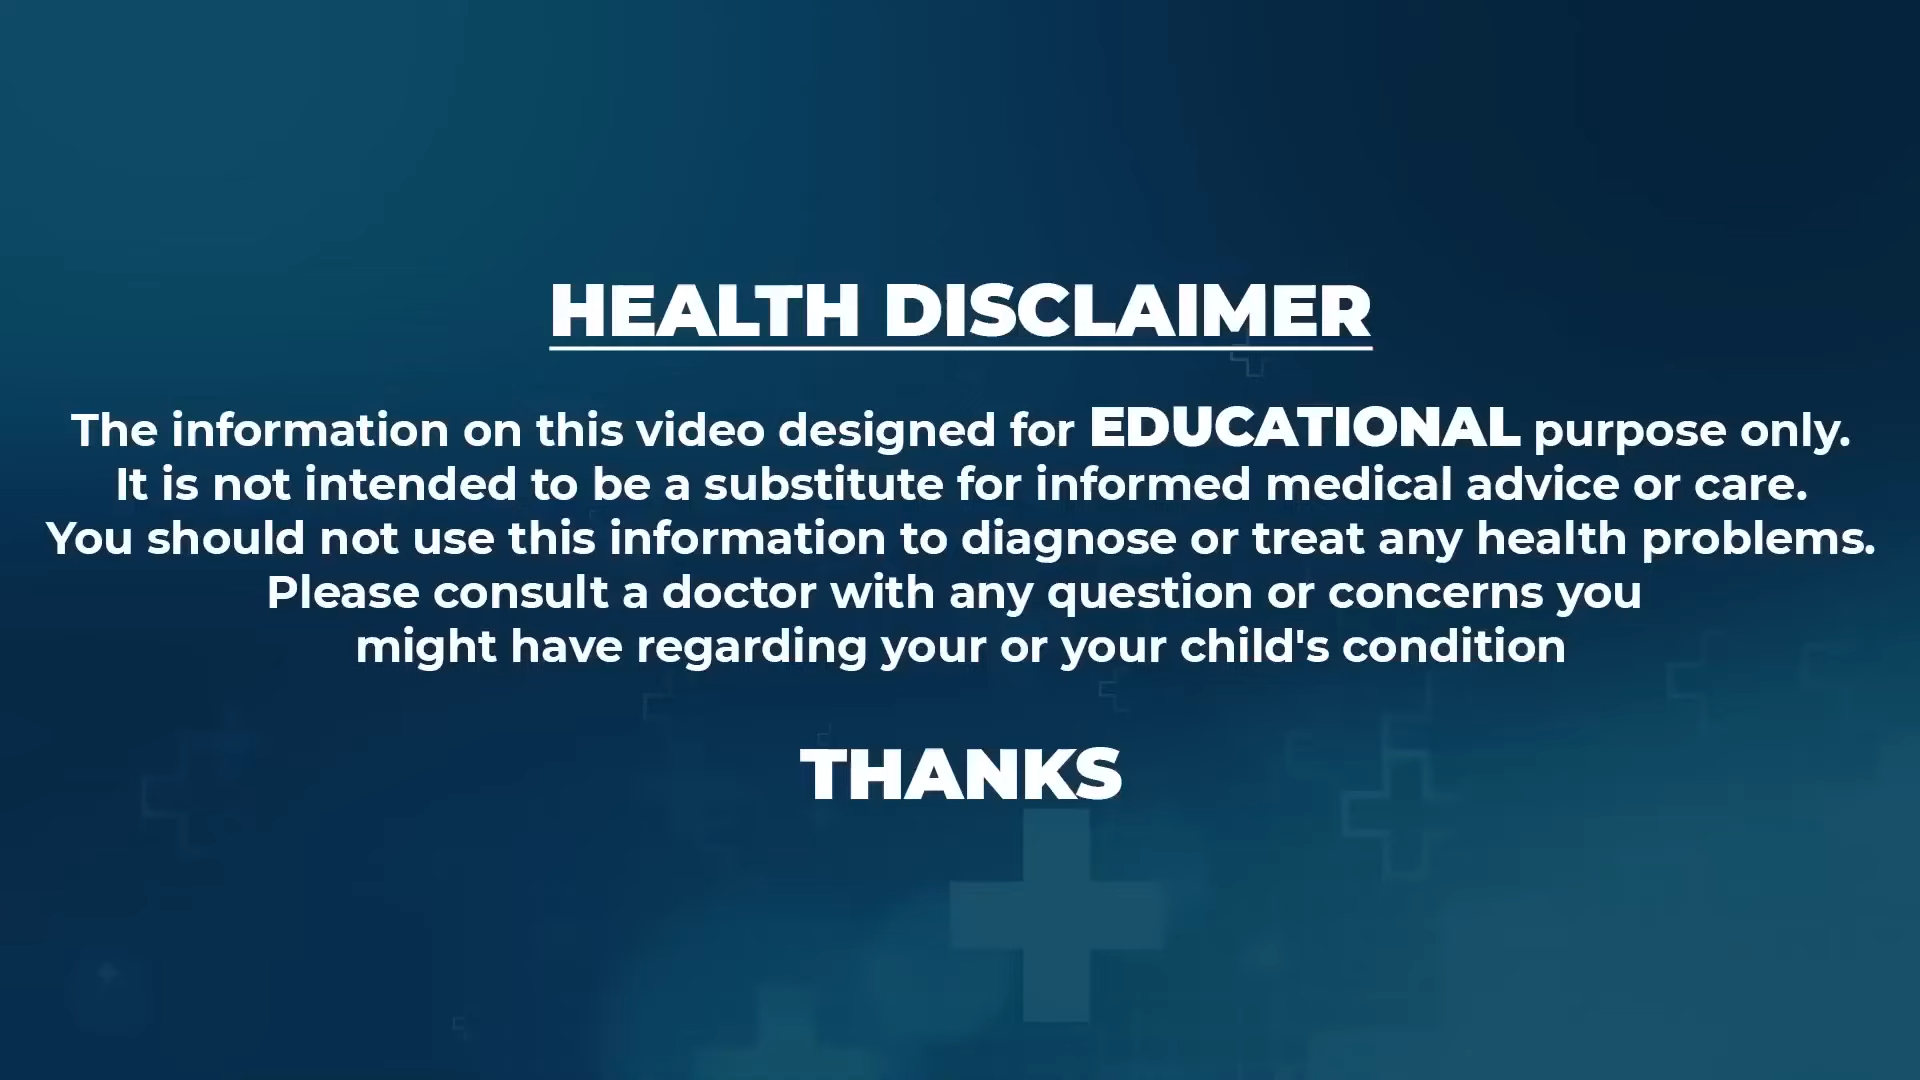 HEALTH DISCLAIMER
The information on this video designed for EDUCATIONAL purpose only.
It is not intended to be a substitute for informed medical advice or care.
You should not use this information to diagnose or treat any health problems.
Please consult a doctor with any question or concerns you
might have regarding your or your child's condition
THANKS